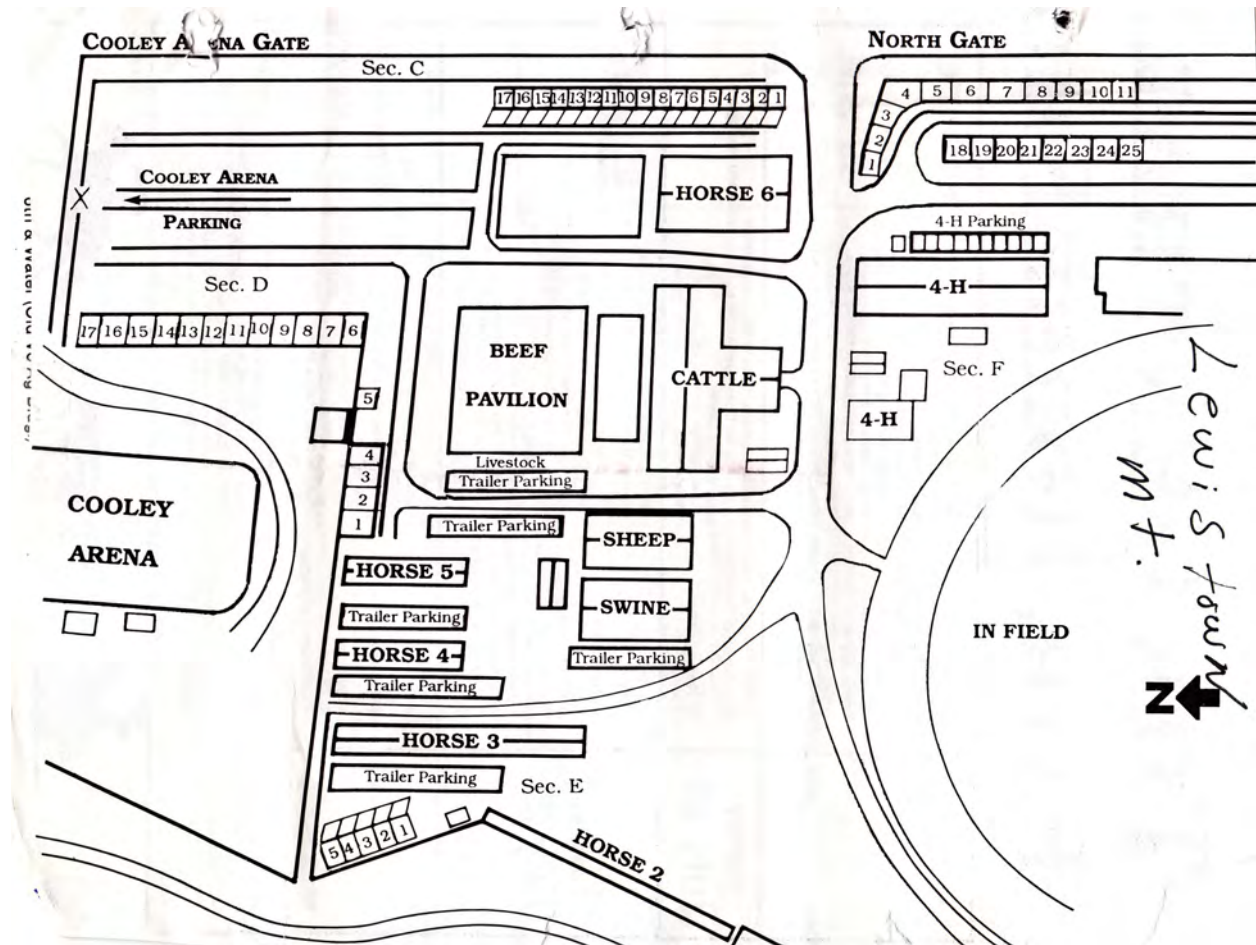 COOLEY ARENA GATE
NORTH GATE
Sec. C
17 16 15 14 13 12 11 10 9 8 7 6 5 4 3 2 1
4 5 6 7 8 9 10 11
3
2
1
18 19 20 21 22 23 24 25
COOLEY ARENA
PARKING
X
HORSE 6
4-H Parking
4-H
Sec. D
17 16 15 14 13 12 11 10 9 8 7 6
5
4
3
2
1
BEEF
PAVILION
CATTLE
Sec. F
4-H
Livestock
Trailer Parking
Trailer Parking
COOLEY
ARENA
SHEEP
HORSE 5
SWINE
Trailer Parking
HORSE 4
Trailer Parking
Trailer Parking
IN FIELD
Lewistown
Mt.
N
HORSE 3
Trailer Parking
Sec. E
5 4 3 2 1
HORSE 2